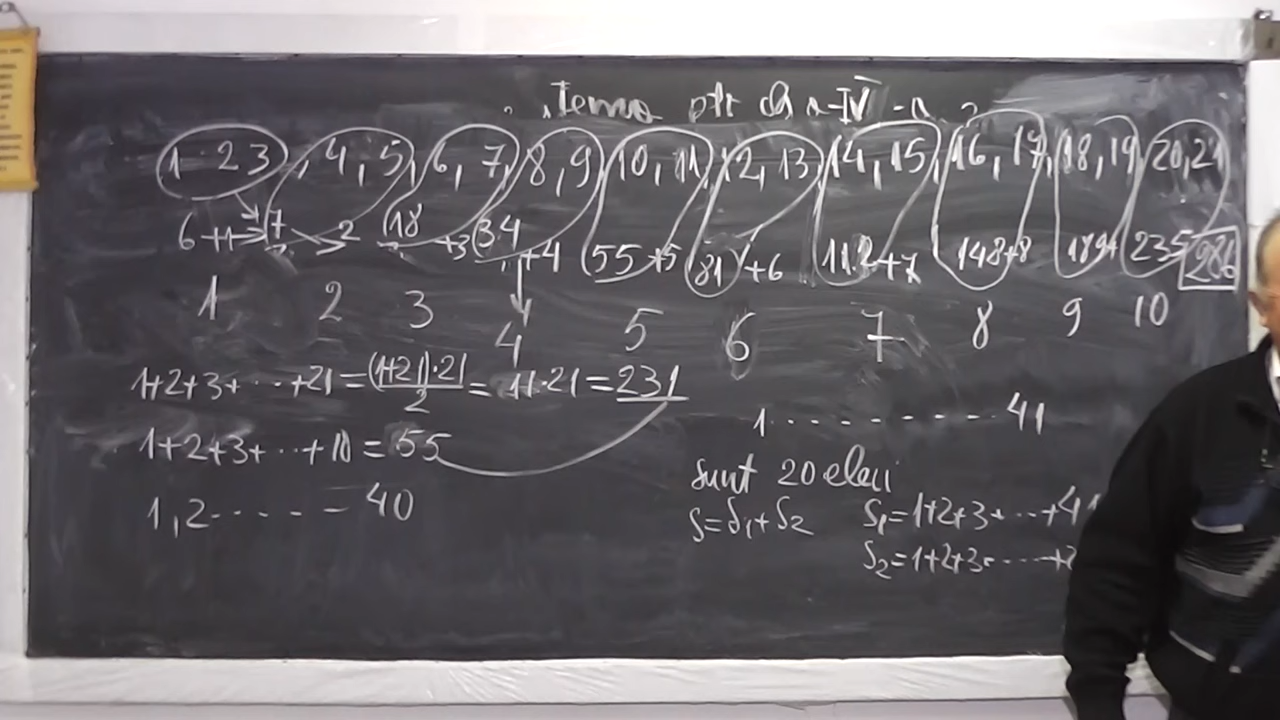 Tema ptr cls a-IV-a
1 2 3, 4, 5, 6, 7, 8, 9, 10, 11, 12, 13, 14, 15, 16, 17, 18, 19, 20, 21
6+1 7 2 18 +3 34 +4 55+5 81+6 112+7 148+8 189+ 235 286
1 2 3 4 5 6 7 8 9 10
1+2+3+...+21=(1+21)·21/2=11·21=231
1+2+3+...+10=55
1,2.....40
1.........41
sunt 20 elevi
S=S₁+S₂
S₁=1+2+3+...+41
S₂=1+2+3+...+2